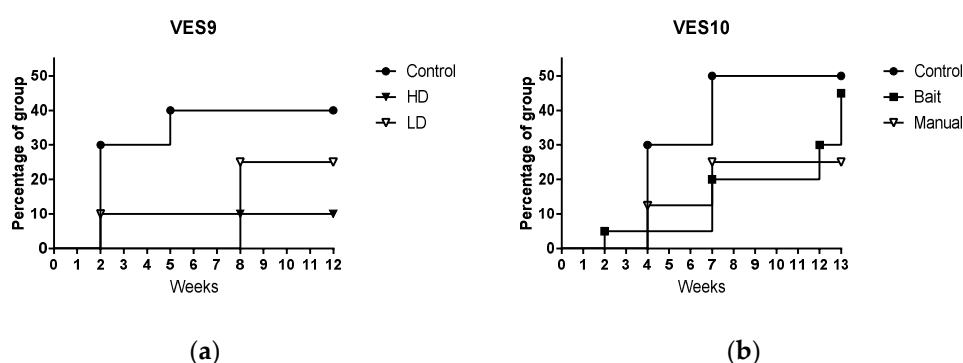 VES9
Percentage of group
50
40
30
20
10
0
0 1 2 3 4 5 6 7 8 9 10 11 12
Weeks
Control
HD
LD
(a)
VES10
Percentage of group
50
40
30
20
10
0
0 1 2 3 4 5 6 7 8 9 10 11 12 13
Weeks
Control
Bait
Manual
(b)